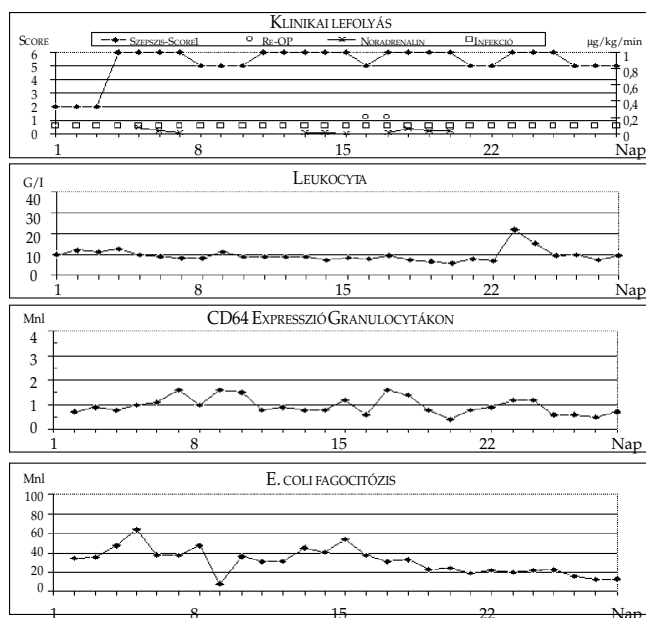 KLINIKAI LEFOLYÁS
SCORE SZEPSZIS-SCORE1 RE-OP NORADRENALIN INFEKCIÓ µg/kg/min
6 1
5 0,8
4 0,6
3 0,4
2 0,2
1
0 0
1 8 15 22 Nap
LEUKOCYTA
G/I
40
30
20
10
0
1 8 15 22 Nap
CD64 EXPRESSZIÓ GRANULOCYTÁKON
MnI
4
3
2
1
0
1 8 15 22 Nap
E. COLI FAGOCITÓZIS
MnI
100
80
60
40
20
0
1 8 15 22 Nap